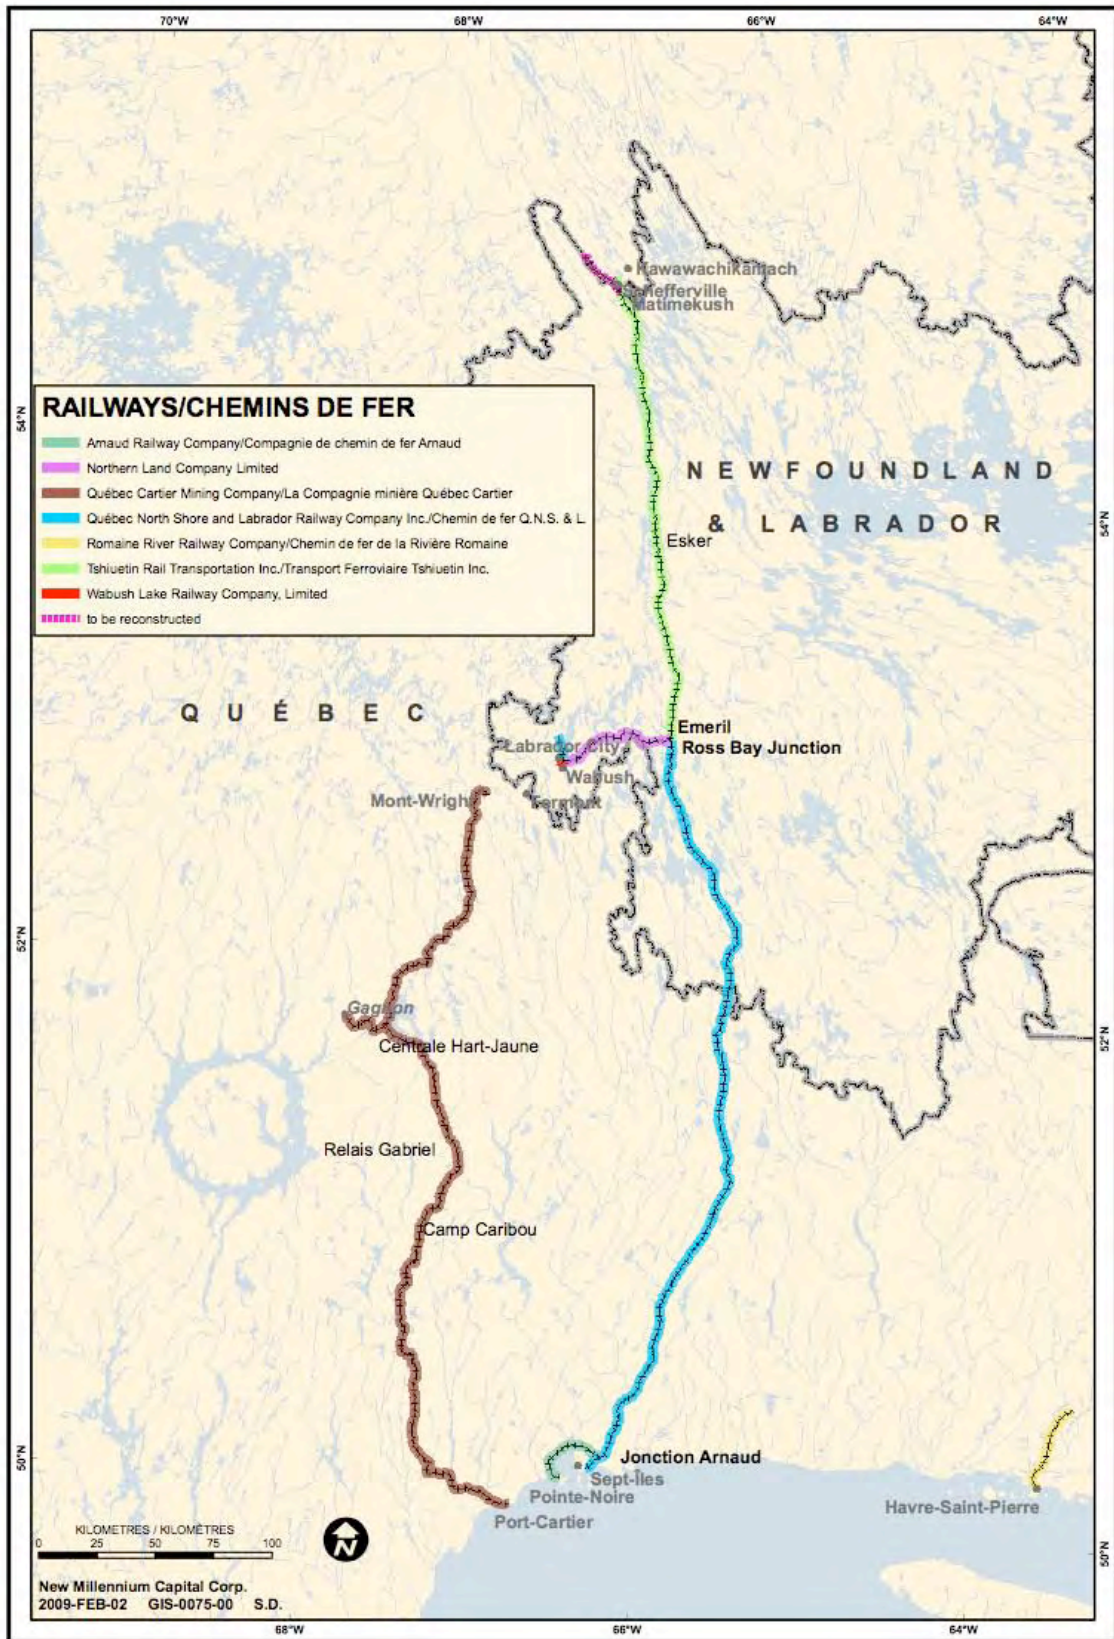 70°W 68°W 66°W 64°W
Kawawachikamach
Schefferville
Matimekush
54°N
RAILWAYS/CHEMINS DE FER
Arnaud Railway Company/Compagnie de chemin de fer Arnaud
Northern Land Company Limited
Québec Cartier Mining Company/La Compagnie minière Québec Cartier
Québec North Shore and Labrador Railway Company Inc./Chemin de fer Q.N.S. & L.
Romaine River Railway Company/Chemin de fer de la Rivière Romaine
Tshiuetin Rail Transportation Inc./Transport Ferroviaire Tshiuetin Inc.
Wabush Lake Railway Company, Limited
to be reconstructed
NEWFOUNDLAND
& LABRADOR
54°N
Esker
QUÉBEC
Emeril
Ross Bay Junction
Labrador City
Wabush
Mont-Wright
Fermont
52°N
Gagnon
Centrale Hart-Jaune
52°N
Relais Gabriel
Camp Caribou
50°N
Jonction Arnaud
Sept-Îles
Pointe-Noire
Port-Cartier
Havre-Saint-Pierre
KILOMETRES / KILOMÈTRES
0 25 50 75 100
N
50°N
New Millennium Capital Corp.
2009-FEB-02 GIS-0075-00 S.D.
68°W 66°W 64°W